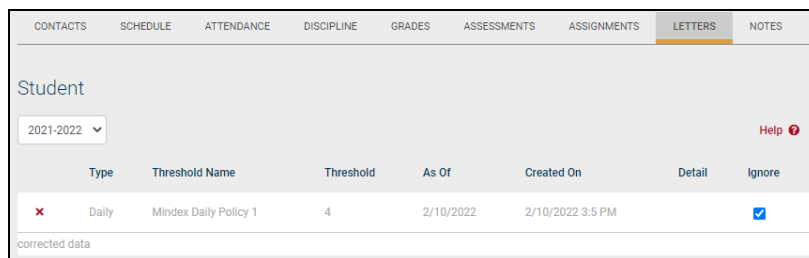 CONTACTS SCHEDULE ATTENDANCE DISCIPLINE GRADES ASSESSMENTS ASSIGNMENTS LETTERS NOTES
Student
2021-2022
Help
Type Threshold Name Threshold As Of Created On Detail Ignore
Daily Mindex Daily Policy 1 4 2/10/2022 2/10/2022 3:5 PM
corrected data